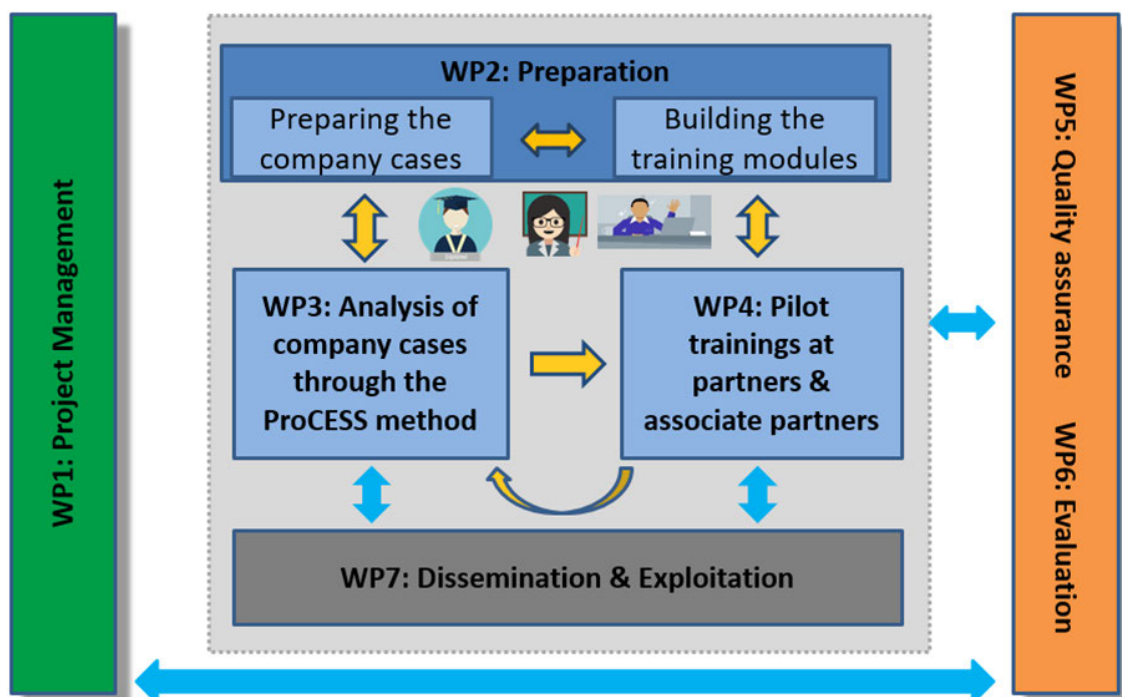 WP1: Project Management
WP2: Preparation
Preparing the
company cases
Building the
training modules
WP3: Analysis of
company cases
through the
ProCESS method
WP4: Pilot
trainings at
partners &
associate partners
WP7: Dissemination & Exploitation
WP5: Quality assurance
WP6: Evaluation